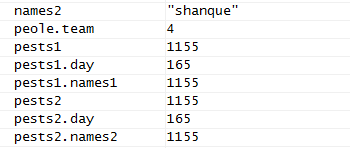 names2 "shanque"
peole.team 4
pests1 1155
pests1.day 165
pests1.names1 1155
pests2 1155
pests2.day 165
pests2.names2 1155